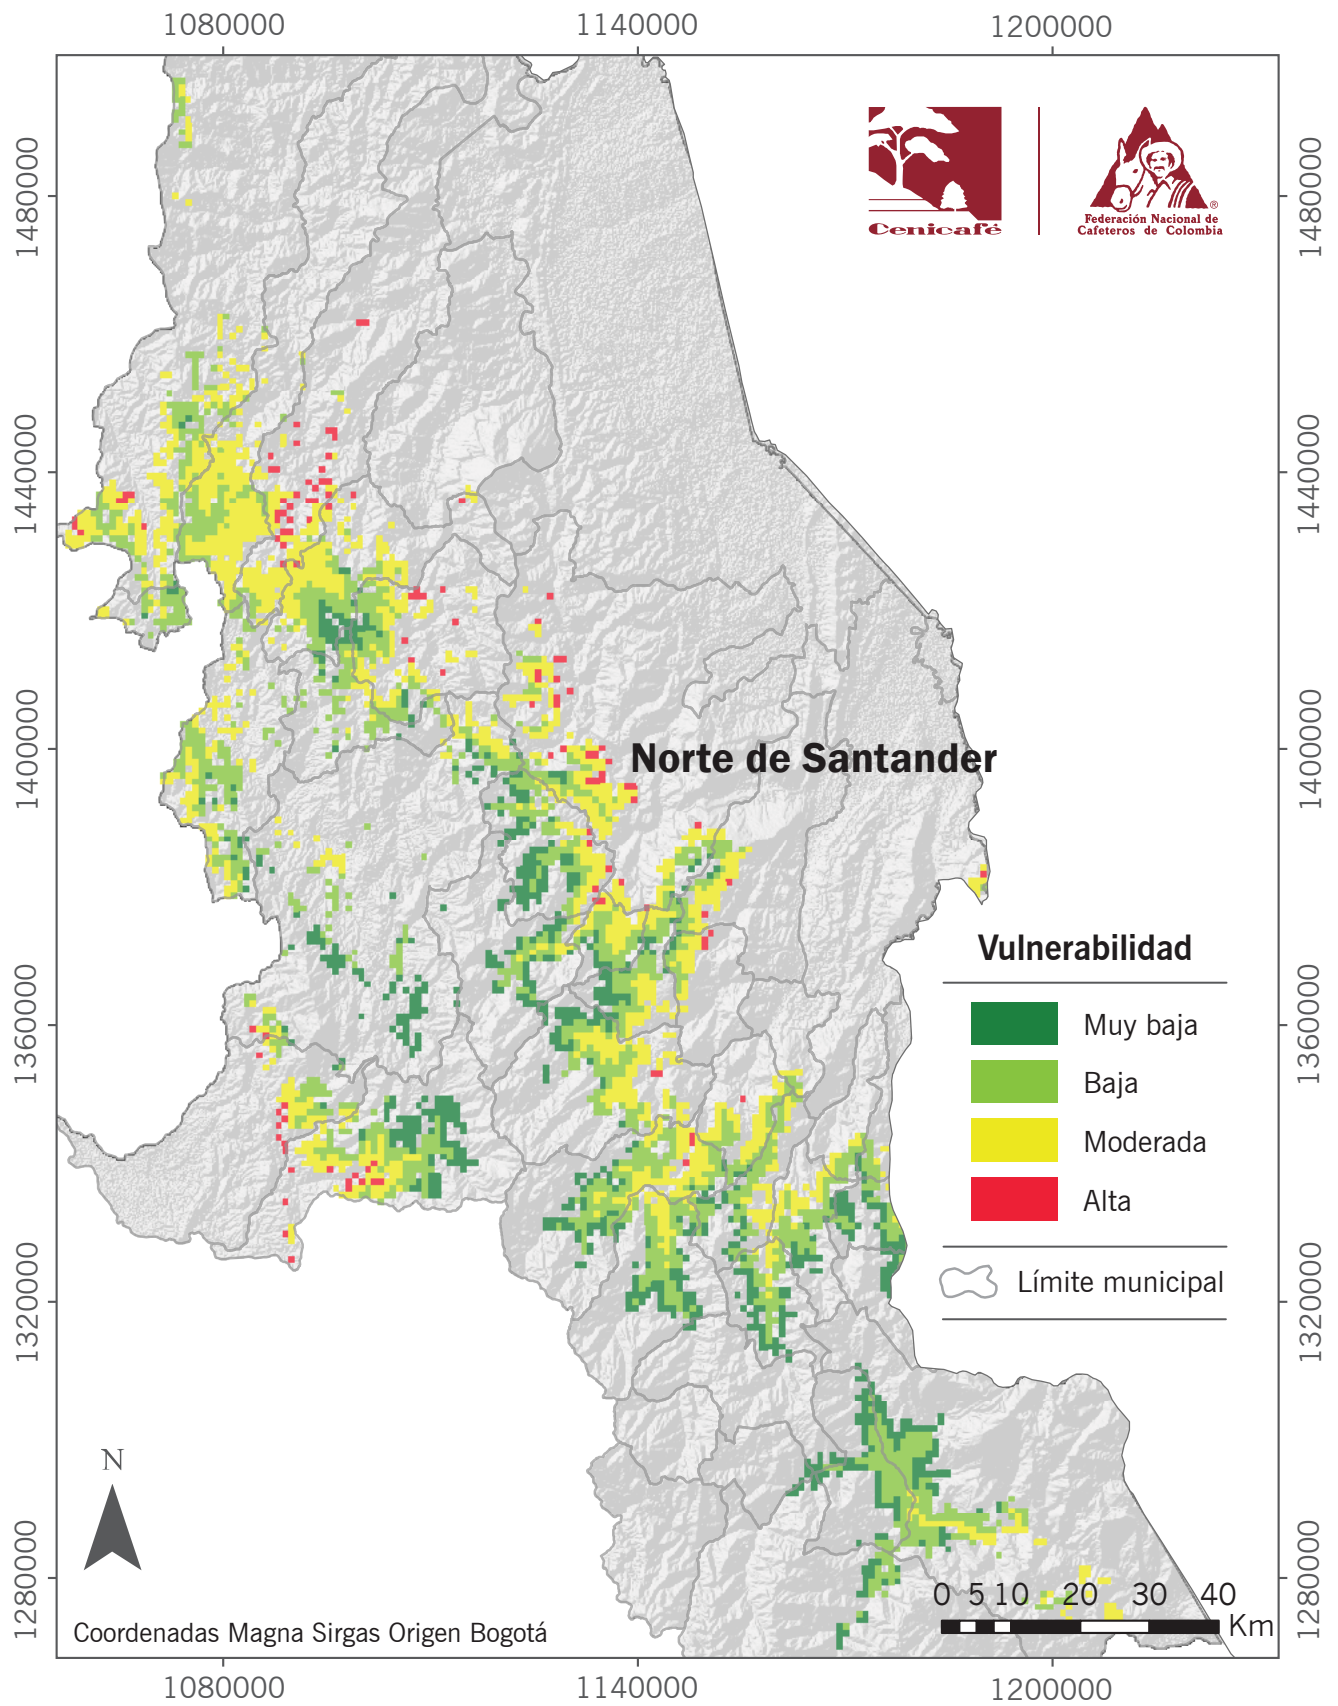 1080000
1140000
1200000
1480000
1480000
Cenicafé
Federación Nacional de
Cafeteros de Colombia
®
1440000
1440000
1400000
1400000
Norte de Santander
Vulnerabilidad
Muy baja
Baja
Moderada
Alta
Límite municipal
1360000
1360000
1320000
1320000
N
1280000
1280000
0 5 10 20 30 40
Km
Coordenadas Magna Sirgas Origen Bogotá
1080000
1140000
1200000